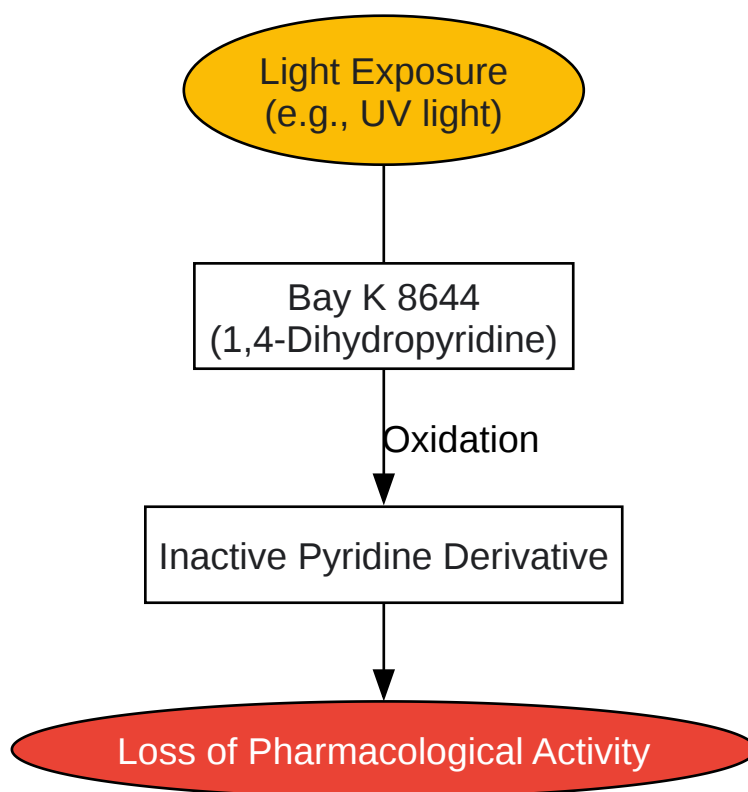 Light Exposure
(e.g., UV light)
Bay K 8644
(1,4-Dihydropyridine)
Oxidation
Inactive Pyridine Derivative
Loss of Pharmacological Activity